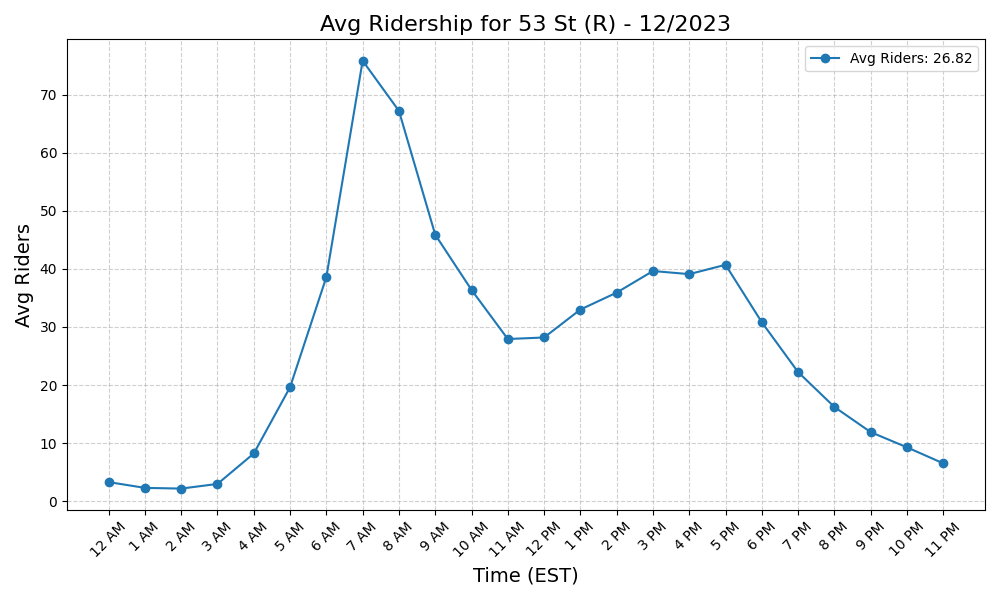 Avg Ridership for 53 St (R) - 12/2023
Avg Riders: 26.82
Avg Riders
70
60
50
40
30
20
10
0
12 AM
1 AM
2 AM
3 AM
4 AM
5 AM
6 AM
7 AM
8 AM
9 AM
10 AM
11 AM
12 PM
1 PM
2 PM
3 PM
4 PM
5 PM
6 PM
7 PM
8 PM
9 PM
10 PM
11 PM
Time (EST)